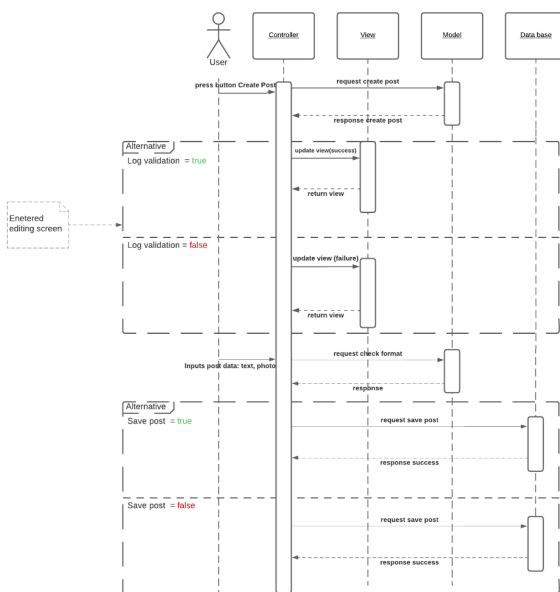 User
Controller
View
Model
Data base
press button Create Post
request create post
response create post
Alternative
Log validation = true
update view(success)
return view
Enetered
editing screen
Log validation = false
update view (failure)
return view
Inputs post data: text, photo
request check format
response
Alternative
Save post = true
request save post
response success
Save post = false
request save post
response success